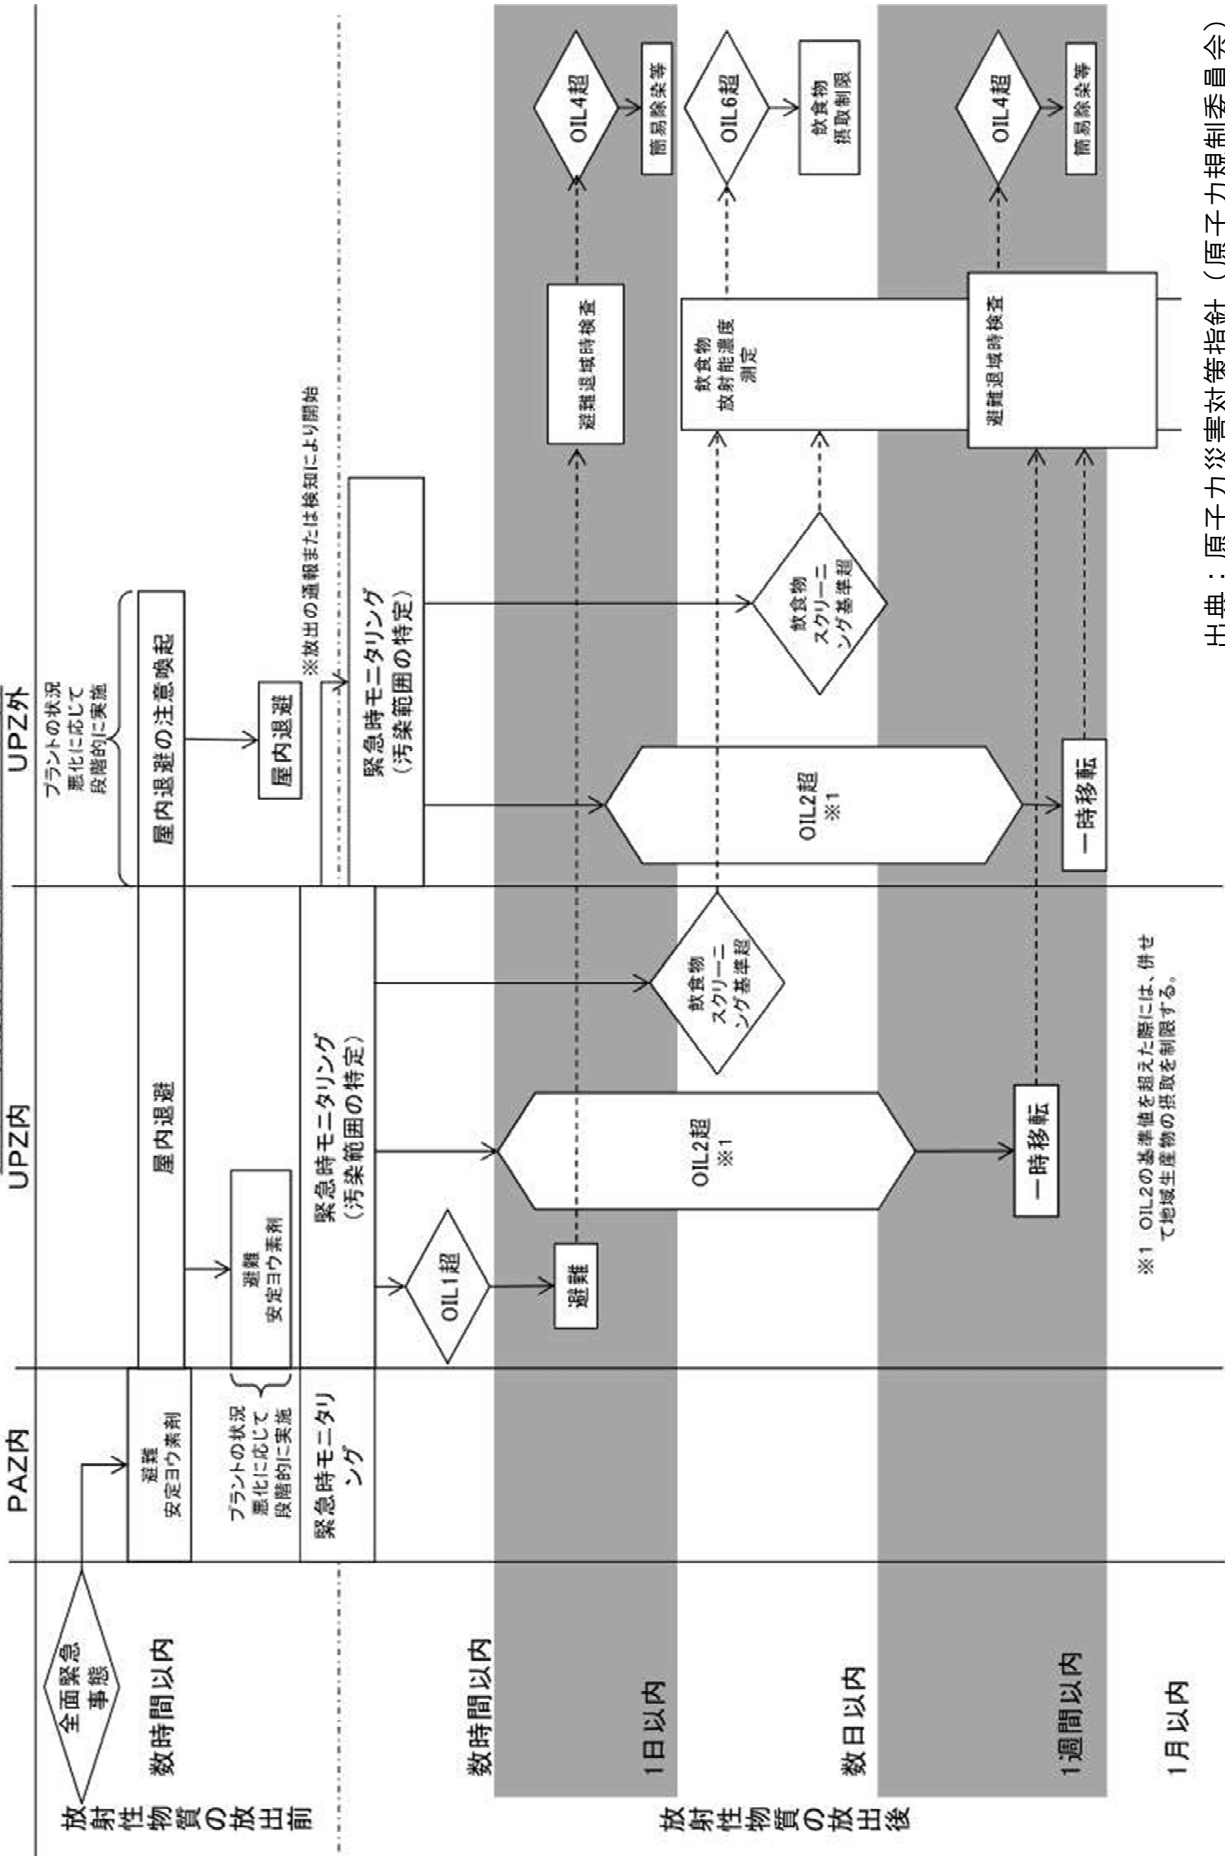 PAZ内
UPZ内
UPZ外
放射性物質の放出前
全面緊急
事態
数時間以内
避難
安定ヨウ素剤
屋内退避
屋内退避の注意喚起
プラントの状況
悪化に応じて
段階的に実施
プラントの状況
悪化に応じて
段階的に実施
避難
安定ヨウ素剤
屋内退避
※放出の通報または検知により開始
緊急時モニタリ
ング
緊急時モニタリング
(汚染範囲の特定)
緊急時モニタリング
(汚染範囲の特定)
放射性物質の放出後
数時間以内
OIL1超
1日以内
避難
避難退域時検査
OIL4超
簡易除染等
数日以内
OIL2超
※1
飲食物
スクリーニ
ング基準超
OIL2超
※1
飲食物
スクリーニ
ング基準超
飲食物
放射能濃度
測定
OIL6超
飲食物
摂取制限
1週間以内
一時移転
一時移転
避難退域時検査
OIL4超
簡易除染等
1月以内
※1 OIL2の基準値を超えた際には、併せ
て地域生産物の摂取を制限する。
出典：原子力災害対策指針（原子力規制委員会）